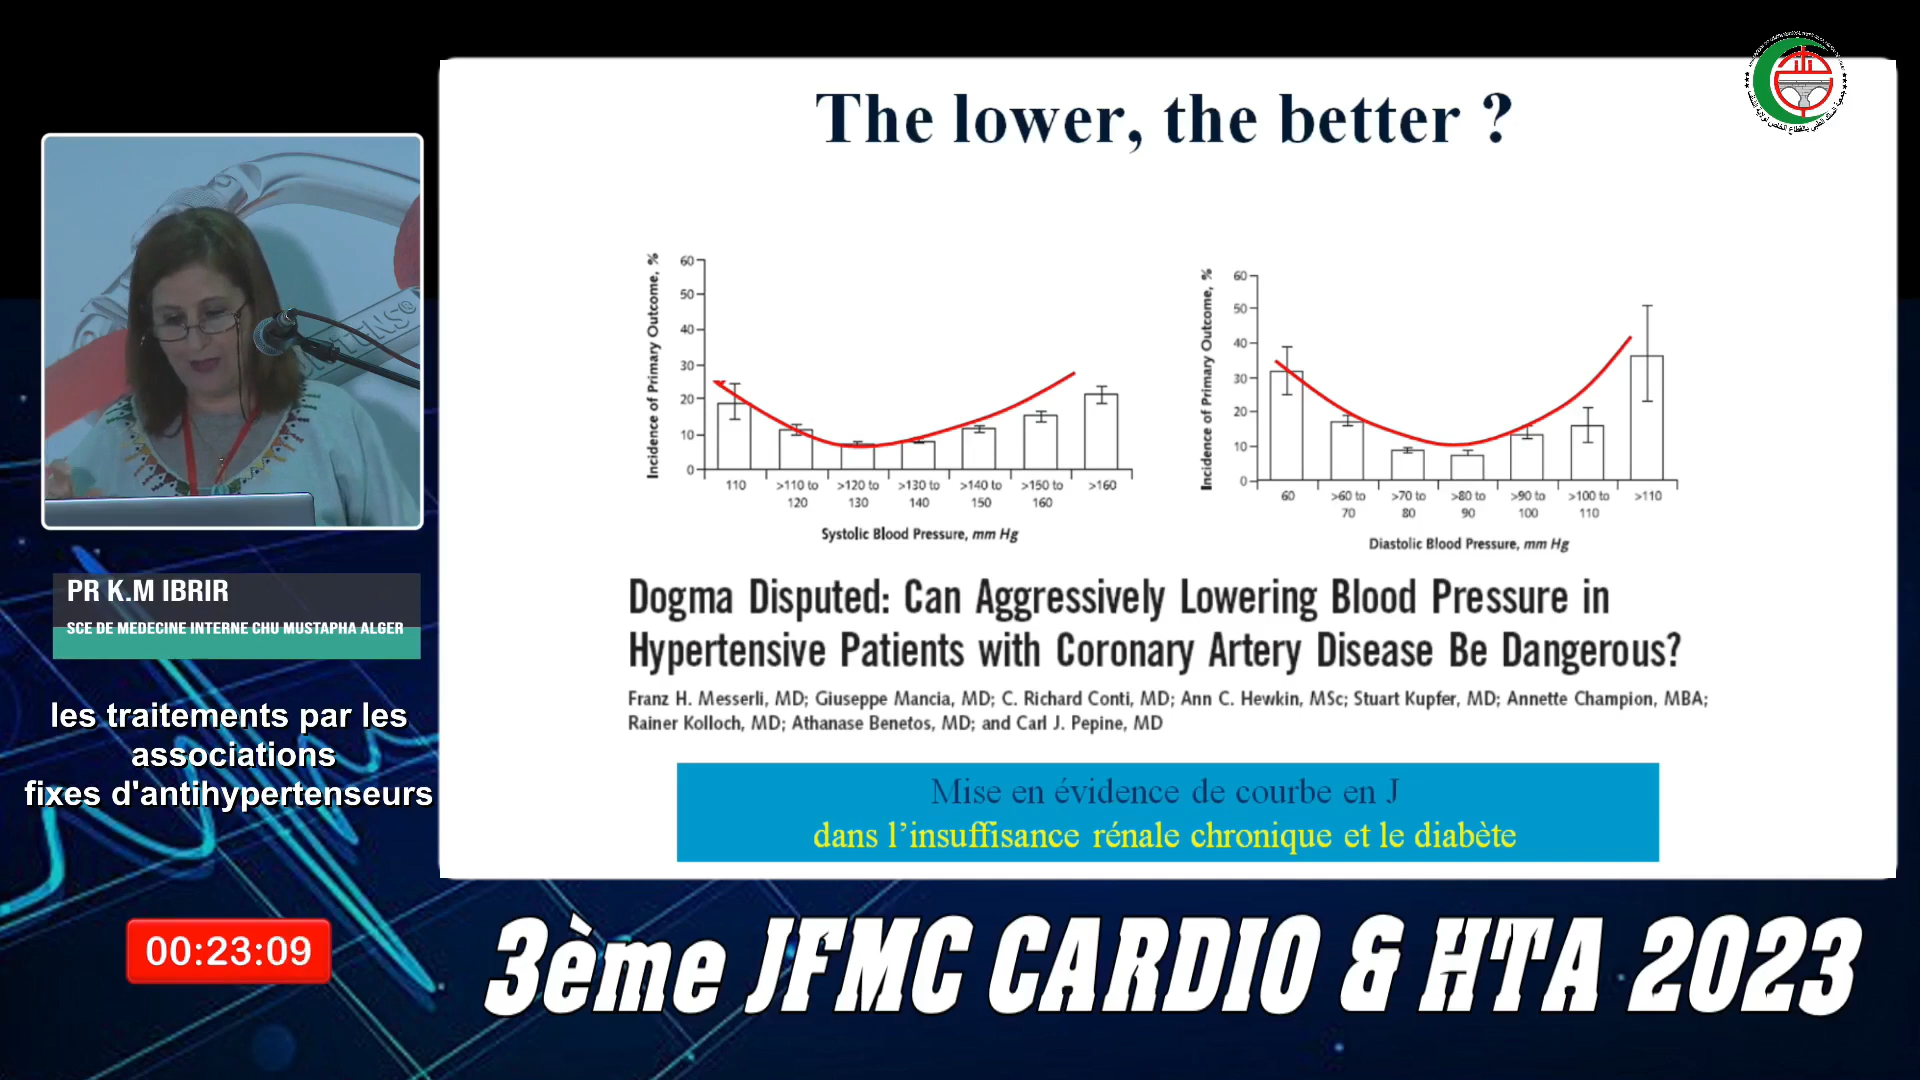 The lower, the better ?
Incidence of Primary Outcome, %
60
50
40
30
20
10
0
110 >110 to >120 to >130 to >140 to >150 to >160
120 130 140 150 160
Systolic Blood Pressure, mm Hg
Incidence of Primary Outcome, %
60
50
40
30
20
10
0
60 >60 to >70 to >80 to >90 to >100 to >110
70 80 90 100 110
Diastolic Blood Pressure, mm Hg
Dogma Disputed: Can Aggressively Lowering Blood Pressure in
Hypertensive Patients with Coronary Artery Disease Be Dangerous?
Franz H. Messerli, MD; Giuseppe Mancia, MD; C. Richard Conti, MD; Ann C. Hewkin, MSc; Stuart Kupfer, MD; Annette Champion, MBA;
Rainer Kolloch, MD; Athanase Benetos, MD; and Carl J. Pepine, MD
Mise en évidence de courbe en J
dans l’insuffisance rénale chronique et le diabète
PR K.M IBRIR
SCE DE MEDECINE INTERNE CHU MUSTAPHA ALGER
les traitements par les
associations
fixes d'antihypertenseurs
00:23:09
3ème JFMC CARDIO & HTA 2023